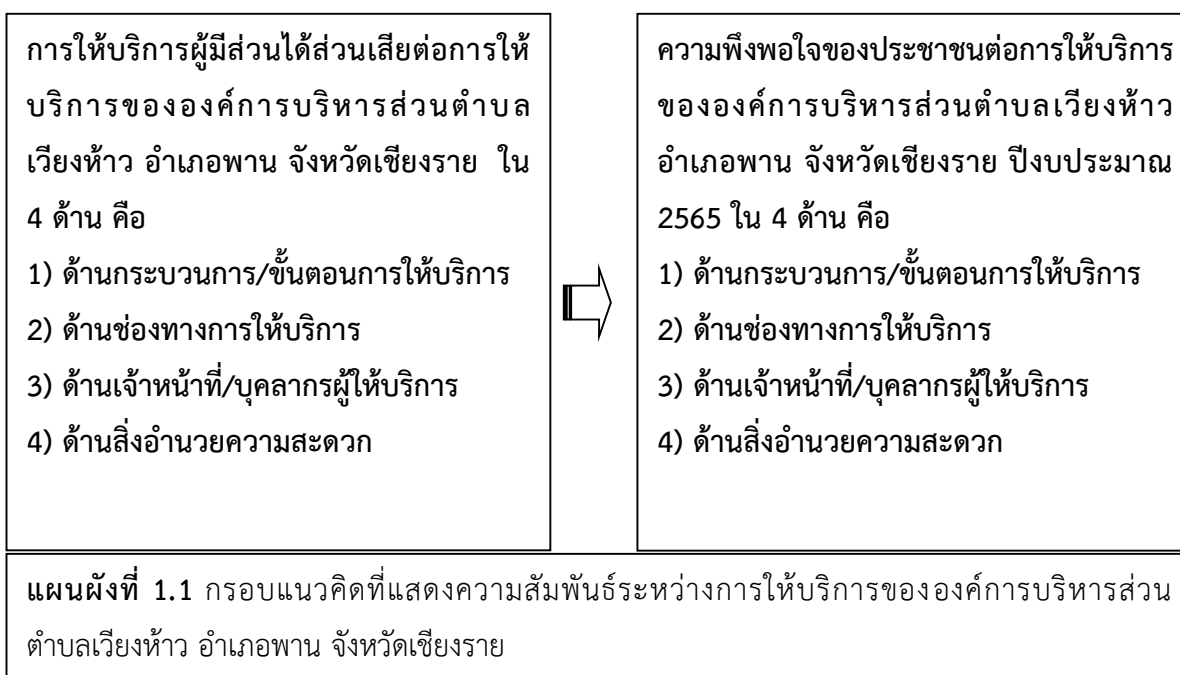 การให้บริการผู้มีส่วนได้ส่วนเสียต่อการให้
บริการขององค์การบริหารส่วนตำบล
เวียงห้าว อำเภอพาน จังหวัดเชียงราย ใน
4 ด้าน คือ
1) ด้านกระบวนการ/ขั้นตอนการให้บริการ
2) ด้านช่องทางการให้บริการ
3) ด้านเจ้าหน้าที่/บุคลากรผู้ให้บริการ
4) ด้านสิ่งอำนวยความสะดวก
ความพึงพอใจของประชาชนต่อการให้บริการ
ขององค์การบริหารส่วนตำบลเวียงห้าว
อำเภอพาน จังหวัดเชียงราย ปีงบประมาณ
2565 ใน 4 ด้าน คือ
1) ด้านกระบวนการ/ขั้นตอนการให้บริการ
2) ด้านช่องทางการให้บริการ
3) ด้านเจ้าหน้าที่/บุคลากรผู้ให้บริการ
4) ด้านสิ่งอำนวยความสะดวก
แผนผังที่ 1.1 กรอบแนวคิดที่แสดงความสัมพันธ์ระหว่างการให้บริการขององค์การบริหารส่วน
ตำบลเวียงห้าว อำเภอพาน จังหวัดเชียงราย